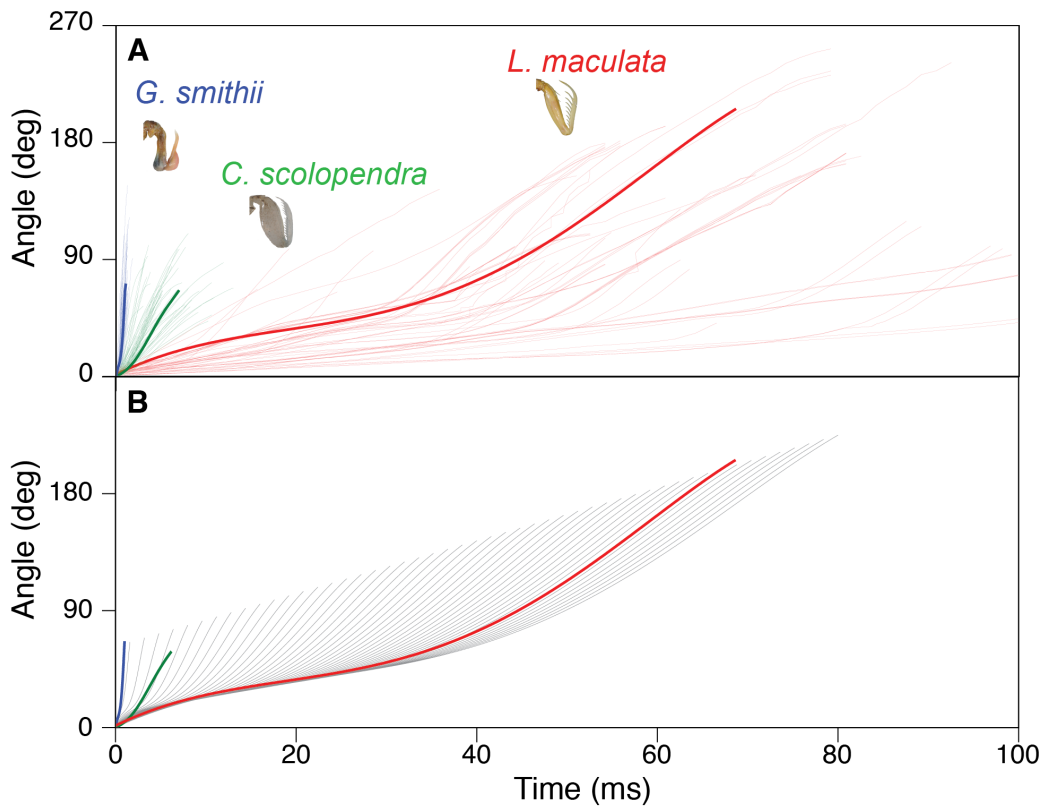 270
A
L. maculata
G. smithii
180
C. scolopendra
Angle (deg)
90
0
B
180
Angle (deg)
90
0
0 20 40 60 80 100
Time (ms)